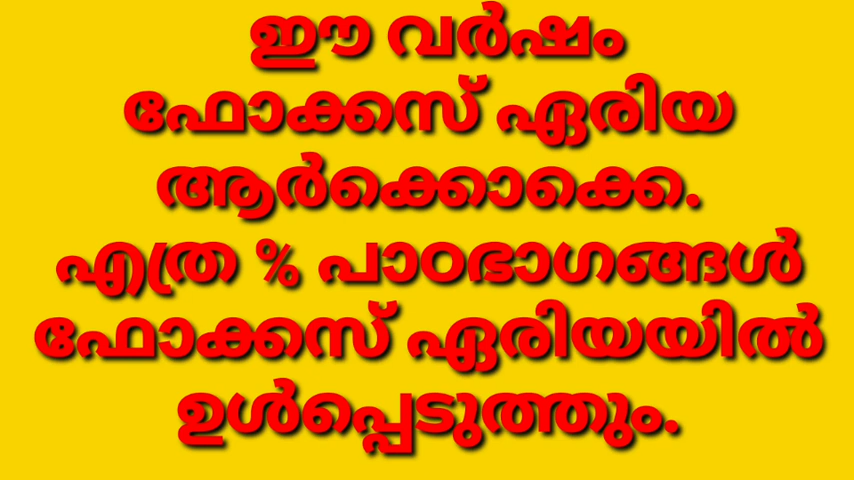 ഈ വർഷം
ഫോക്കസ് ഏരിയ
ആർക്കൊക്കെ.
എത്ര % പാഠഭാഗങ്ങൾ
ഫോക്കസ് ഏരിയയിൽ
ഉൾപ്പെടുത്തും.